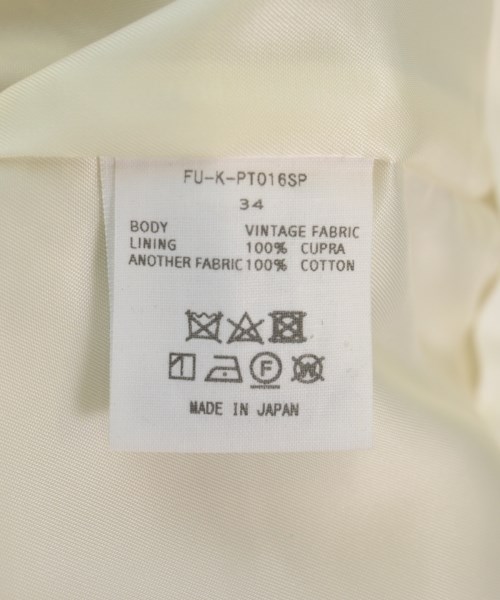 FU-K-PT016SP
34
BODY VINTAGE FABRIC
LINING 100% CUPRA
ANOTHER FABRIC 100% COTTON
F W
MADE IN JAPAN